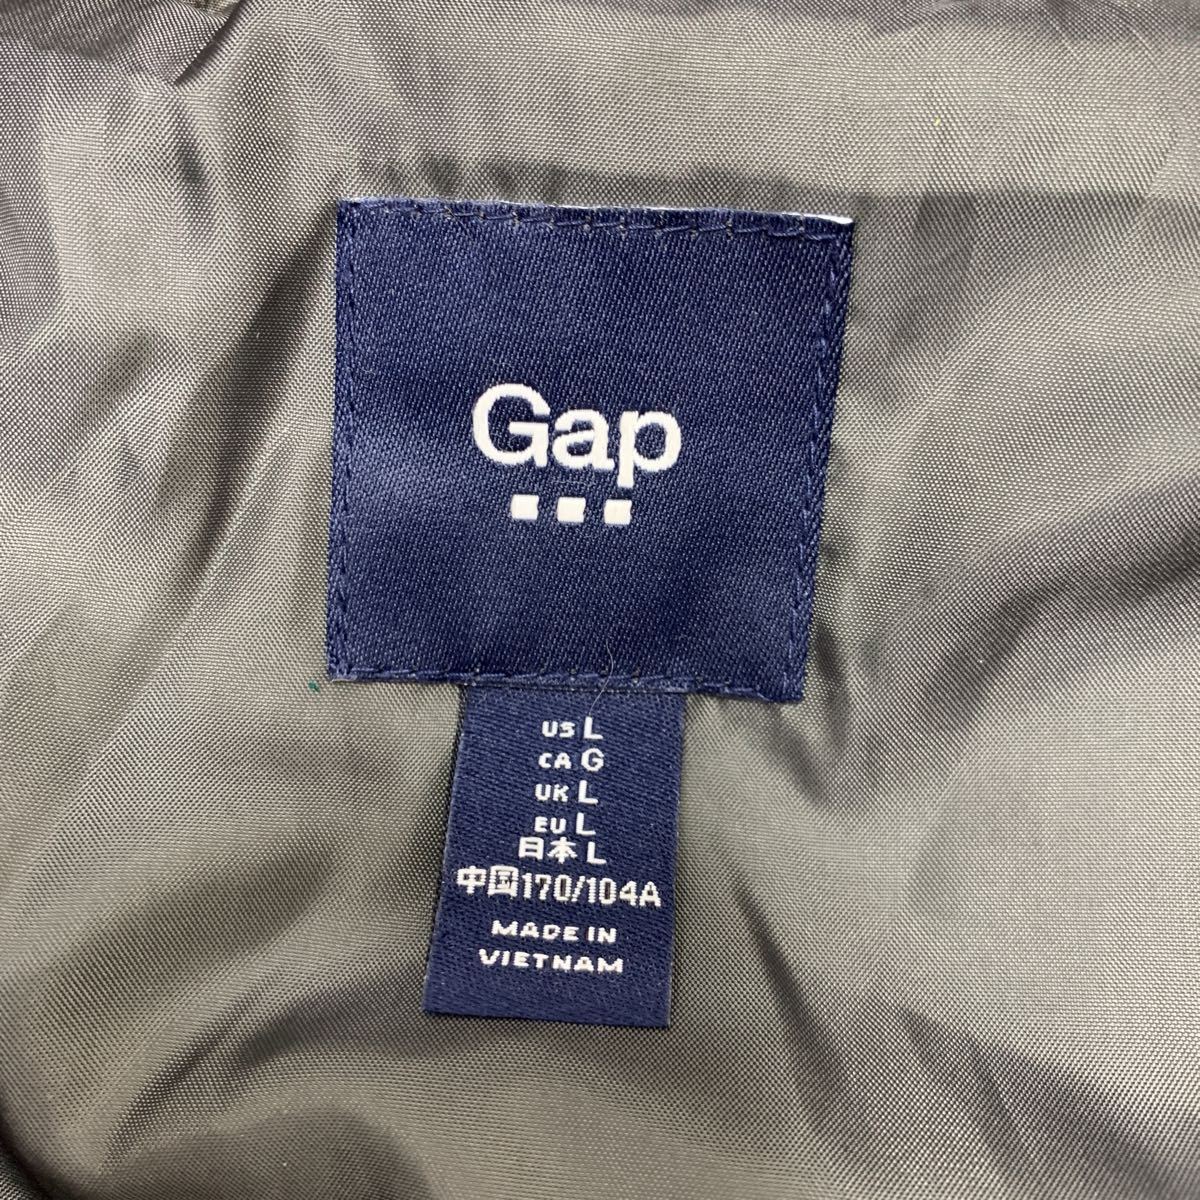 Gap
US L
CA G
UK L
EU L
日本 L
中国170/104A
MADE IN
VIETNAM